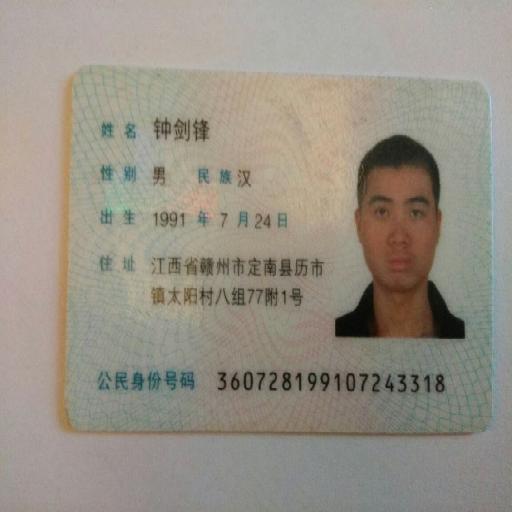 姓名 钟剑锋
性别 男 民族 汉
出生 1991 年 7 月 24 日
住址 江西省赣州市定南县历市
镇太阳村八组77附1号
公民身份号码 360728199107243318